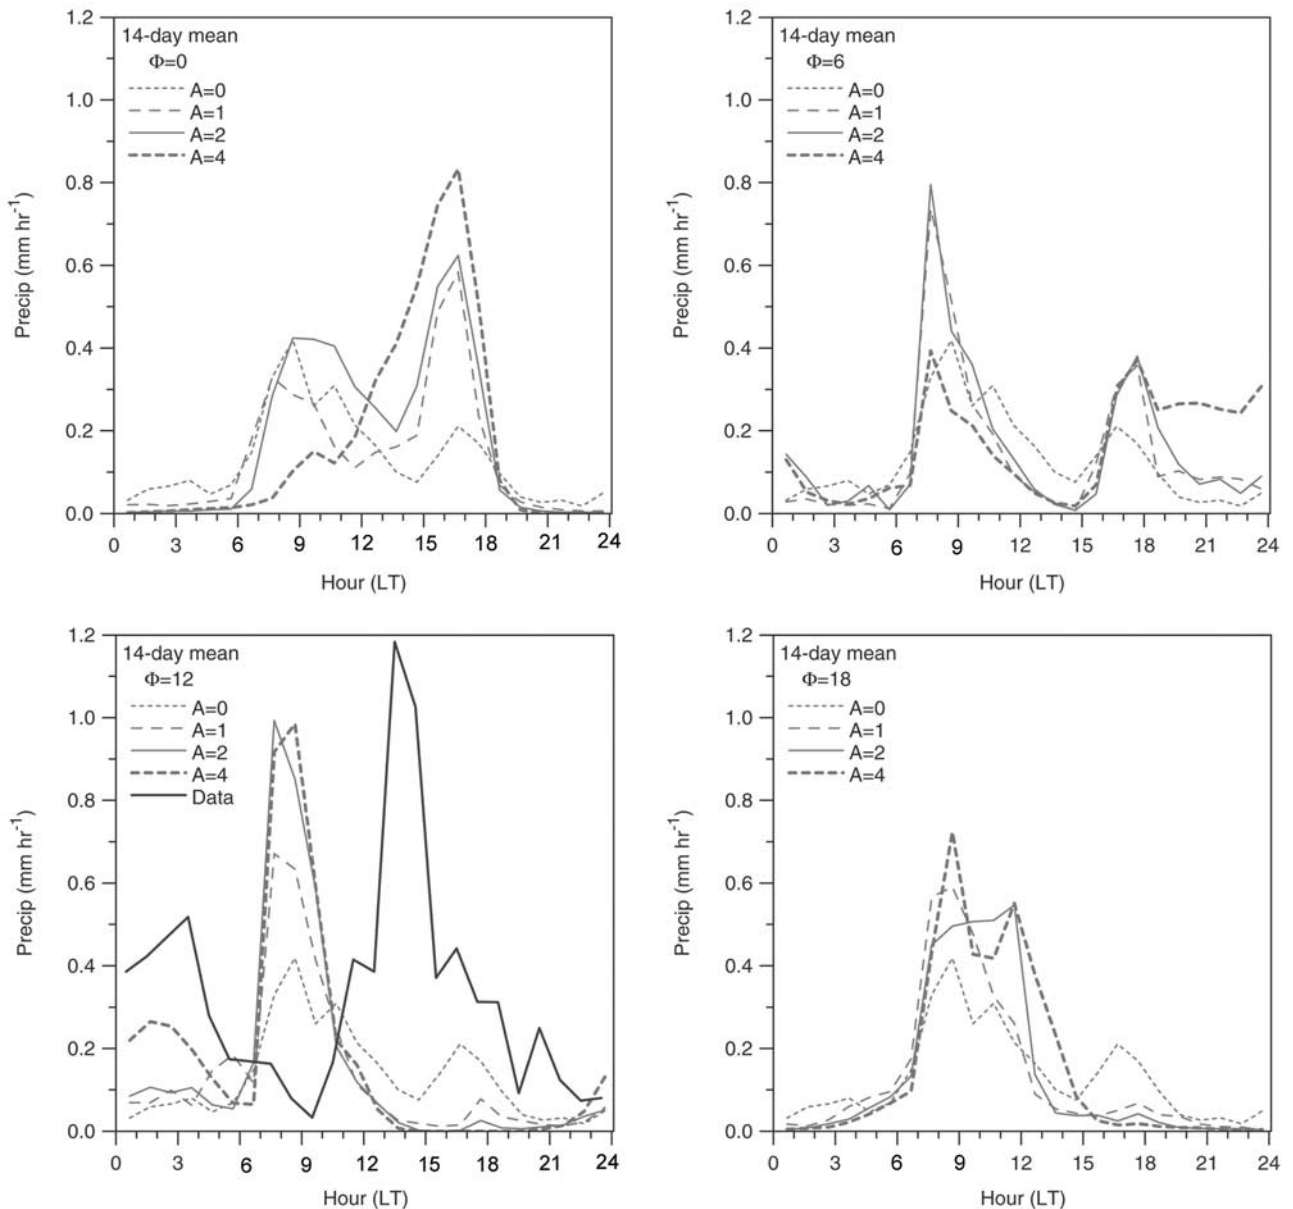 14-day mean
Φ=0
A=0
A=1
A=2
A=4
1.2
1.0
0.8
0.6
0.4
0.2
0.0
Precip (mm hr⁻¹)
0 3 6 9 12 15 18 21 24
Hour (LT)
14-day mean
Φ=6
A=0
A=1
A=2
A=4
1.2
1.0
0.8
0.6
0.4
0.2
0.0
Precip (mm hr⁻¹)
0 3 6 9 12 15 18 21 24
Hour (LT)
14-day mean
Φ=12
A=0
A=1
A=2
A=4
Data
1.2
1.0
0.8
0.6
0.4
0.2
0.0
Precip (mm hr⁻¹)
0 3 6 9 12 15 18 21 24
Hour (LT)
14-day mean
Φ=18
A=0
A=1
A=2
A=4
1.2
1.0
0.8
0.6
0.4
0.2
0.0
Precip (mm hr⁻¹)
0 3 6 9 12 15 18 21 24
Hour (LT)